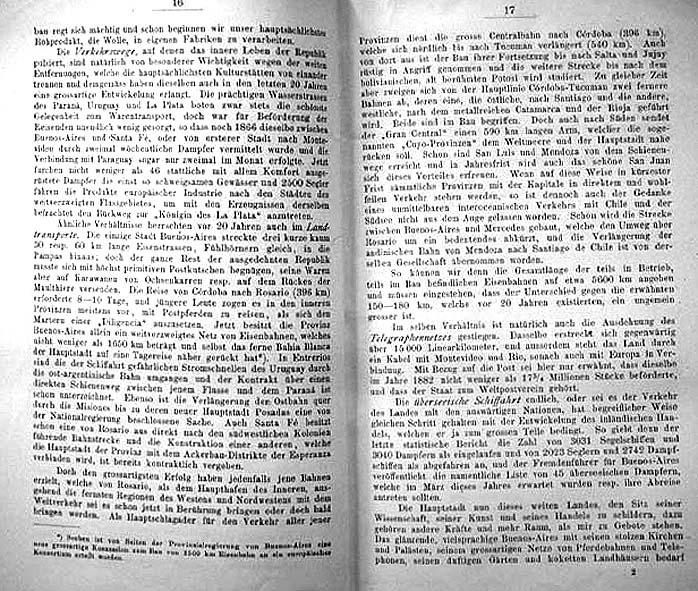 16
ban regt sich mächtig und schon beginnen wir unser hauptsächlichstes
Rohprodukt, die Wolle, in eigenen Fabriken zu verarbeiten.
Die Verkehrswege, auf denen das innere Leben der Republik
pulsirt, sind natürlich von besonderer Wichtigkeit wegen der weiten
Entfernungen, welche die hauptsächlichsten Kulturstätten von einander
trennen und demgemäss haben dieselben auch in den letzten 20 Jahren
eine grossartige Entwickelung erlangt. Die prächtigen Wasserstrassen
des Paraná, Uruguay und La Plata boten zwar stets die schönste
Gelegenheit zum Warentransport, doch war für Beförderung der
Reisenden unendlich wenig gesorgt, so dass noch 1866 dieselbe zwischen
Buenos-Aires und Santa Fé, oder von ersterer Stadt nach Monte-
video durch zweimal wöchentliche Dampfer vermittelt wurde und die
Verbindung mit Paraguay sogar nur zweimal im Monat erfolgte. Jetzt
furchen nicht weniger als 46 stattliche mit allem Komfort ausge-
stattete Dampfer die einst so schweigsamen Gewässer und 2500 Segler
führen die Produkte europäischer Industrie nach den Städten des
weitverzweigten Flussgebietes, um mit den Erzeugnissen derselben
befrachtet den Rückweg zur „Königin des La Plata" anzutreten.
Ähnliche Verhältnisse herrschten vor 20 Jahren auch im Land-
transporte. Die einzige Stadt Buenos-Aires streckte drei kurze kaum
50 resp. 60 km lange Eisenstrassen, Fühlhörnern gleich, in die
Pampas hinaus; doch der ganze Rest der ausgedehnten Republik
musste sich mit höchst primitiven Postkutschen begnügen, seine Waren
aber auf Karawanen von Ochsenkarren resp. auf dem Rücken der
Maulthiere versenden. Die Reise von Córdoba nach Rosario (396 km)
erforderte 8—10 Tage, und jüngere Leute zogen es in den inneren
Provinzen meistens vor, mit Postpferden zu reisen, als sich den
Martern einer „Diligencia" auszusetzen. Jetzt besitzt die Provinz
Buenos-Aires allein ein weitverzweigtes Netz von Eisenbahnen, welches
nicht weniger als 1650 km beträgt und selbst das ferne Bahia Blanca
der Hauptstadt auf eine Tagereise näher gerückt hat*). In Entrerios
sind die der Schiffahrt gefährlichen Stromschnellen des Uruguay durch
die ost-argentinische Bahn umgangen und der Kontrakt über einen
direkten Schienenweg zwischen jenem Flusse und dem Paraná ist
schon unterzeichnet. Ebenso ist die Verlängerung der Ostbahn quer
durch die Misiones bis zu deren neuer Hauptstadt Posadas eine von
der Nationalregierung beschlossene Sache. Auch Santa Fé besitzt
schon eine von Rosario aus direkt nach den südwestlichen Kolonien
führende Bahnstrecke und die Konstruktion einer anderen, welche
die Hauptstadt der Provinz mit dem Ackerbau-Distrikte der Esperanza
verbinden wird, ist bereits kontraktlich vergeben.
Doch den grossartigsten Erfolg haben jedenfalls jene Bahnen
erzielt, welche von Rosario, als dem Haupthafen des Inneren, aus-
gehend die fernsten Regionen des Westens und Nordwestens mit dem
Weltverkehr sei es schon jetzt in Berührung bringen oder doch bald
bringen werden. Als Hauptschlagader für den Verkehr aller jener
*) Soeben ist von Seiten der Provinzialregierung von Buenos-Aires eine
neue grossartige Konzession zum Bau von 1500 km Eisenbahn an ein europäisches
Konsortium erteilt worden.
17
Provinzen dient die grosse Centralbahn nach Córdoba (396 km),
welche sich nördlich bis nach Tucuman verlängert (540 km). Auch
von dort aus ist der Bau ihrer Fortsetzung bis nach Salta und Jujuy
rüstig in Angriff genommen und die weitere Strecke bis nach dem
bolivianischen, alt berühmten Potosí wird studiert. Zu gleicher Zeit
aber zweigen sich von der Hauptlinie Córdoba-Tucuman zwei fernere
Bahnen ab, deren eine, die östliche, nach Santiago und die andere,
westliche, nach dem metallreichen Catamarca und der Rioja geführt
wird. Beide sind im Bau begriffen. Doch auch nach Süden sendet
der „Gran Central" einen 590 km langen Arm, welcher die soge-
nannten „Cuyo-Provinzen" dem Weltmeere und der Hauptstadt nahe
rücken soll. Schon sind San Luis und Mendoza von dem Schienen-
wege erreicht und in Jahresfrist wird auch das schöne San Juan
sich dieses Vorteiles erfreuen. Wenn auf diese Weise in kürzester
Frist sämmtliche Provinzen mit der Kapitale in direktem und wohl-
feilen Verkehr stehen werden, so ist dennoch auch der Gedanke
eines unmittelbaren interoceanischen Verkehrs mit Chile und der
Südsee nicht aus dem Auge gelassen worden. Schon wird die Strecke
zwischen Buenos-Aires und Mercedes gebaut, welche den Umweg über
Rosario um ein bedeutendes abkürzt, und die Verlängerung der
andinischen Bahn von Mendoza nach Santiago de Chile ist von der-
selben Gesellschaft übernommen worden.
So können wir denn die Gesamtlänge der teils in Betrieb,
teils im Bau befindlichen Eisenbahnen auf etwa 5600 km angeben
und müssen eingestehen, dass der Unterschied gegen die erwähnten
150—180 km, welche vor 20 Jahren existierten, ein ungemein
grosser ist.
Im selben Verhältnis ist natürlich auch die Ausdehnung des
Telegraphennetzes gestiegen. Dasselbe erstreckt sich gegenwärtig
über 15 000 Linearkilometer, und ausserdem steht das Land durch
ein Kabel mit Montevideo und Rio, sonach auch mit Europa in Ver-
bindung. Mit Bezug auf die Post sei hier nur erwähnt, dass dieselbe
im Jahre 1882 nicht weniger als 17½ Millionen Stücke beförderte,
und dass der Staat zum Weltpostverein gehört.
Die überseeische Schiffahrt endlich, oder sei es der Verkehr
des Landes mit den auswärtigen Nationen, hat begreiflicher Weise
gleichen Schritt gehalten mit der Entwickelung des inländischen Han-
dels, welchen er ja zum grossen Teile bedingt. So giebt denn der
letzte statistische Bericht die Zahl von 3031 Segelschiffen und
3040 Dampfern als eingelaufen und von 2023 Seglern und 2742 Dampf-
schiffen als abgefahren an, und der Fremdenführer für Buenos-Aires
veröffentlicht die namentliche Liste von 45 überseeischen Dampfern,
welche im März dieses Jahres erwartet wurden resp. ihre Abreise
antreten sollten.
Die Hauptstadt nun dieses weiten Landes, den Sitz seiner
Wissenschaft, seiner Kunst und seines Handels zu schildern, dazu
gehören andere Kräfte und mehr Raum, als mir zu Gebote stehen.
Das glänzende, vielsprachige Buenos-Aires mit seinen stolzen Kirchen
und Palästen, seinem grossartigen Netze von Pferdebahnen und Tele-
phonen, seinen duftigen Gärten und koketten Landhäusern bedarf
2